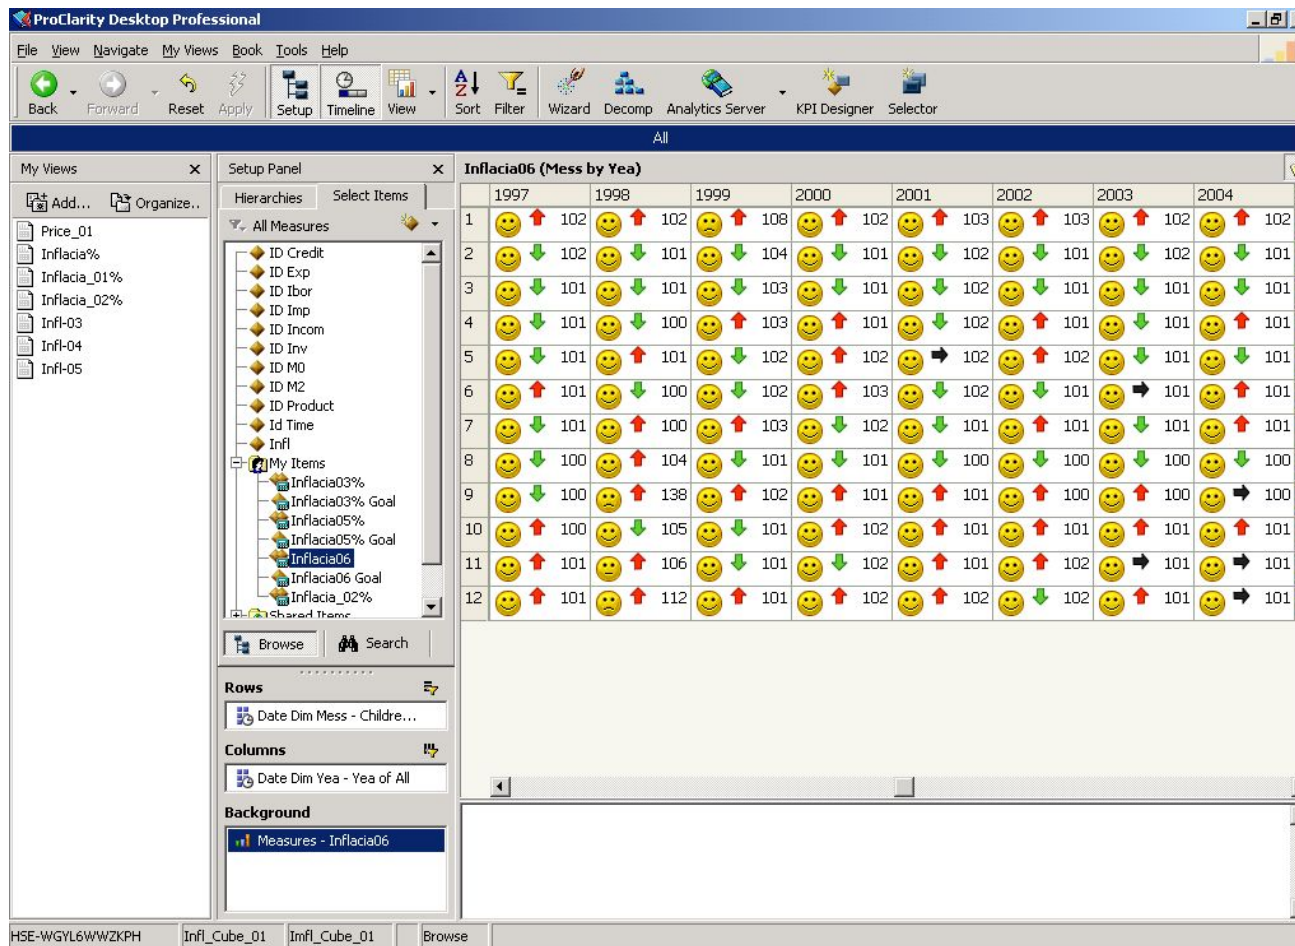 ProClarity Desktop Professional
File View Navigate My Views Book Tools Help
Back Forward Reset Apply Setup Timeline View Sort Filter Wizard Decomp Analytics Server KPI Designer Selector
All
My Views
Add... Organize..
Price_01
Inflacia%
Inflacia_01%
Inflacia_02%
Infl-03
Infl-04
Infl-05
Setup Panel
Hierarchies Select Items
All Measures
ID Credit
ID Exp
ID Ibor
ID Imp
ID Incom
ID Inv
ID M0
ID M2
ID Product
Id Time
Infl
My Items
Inflacia03%
Inflacia03% Goal
Inflacia05%
Inflacia05% Goal
Inflacia06
Inflacia06 Goal
Inflacia_02%
Shared Items
Browse Search
Rows
Date Dim Mess - Childre...
Columns
Date Dim Yea - Yea of All
Background
Measures - Inflacia06
Inflacia06 (Mess by Yea)
1997 1998 1999 2000 2001 2002 2003 2004
1 102 102 108 102 103 103 102 102
2 102 101 104 101 102 101 102 101
3 101 101 103 101 102 101 101 101
4 101 100 103 101 102 101 101 101
5 101 101 102 102 102 102 101 101
6 101 100 102 103 102 101 101 101
7 101 100 103 102 101 101 101 101
8 100 104 101 101 100 100 100 100
9 100 138 102 101 101 100 100 100
10 100 105 101 102 101 101 101 101
11 101 106 101 102 101 102 101 101
12 101 112 101 102 102 102 101 101
HSE-WGYL6WWZKPH Infl_Cube_01 Imfl_Cube_01 Browse